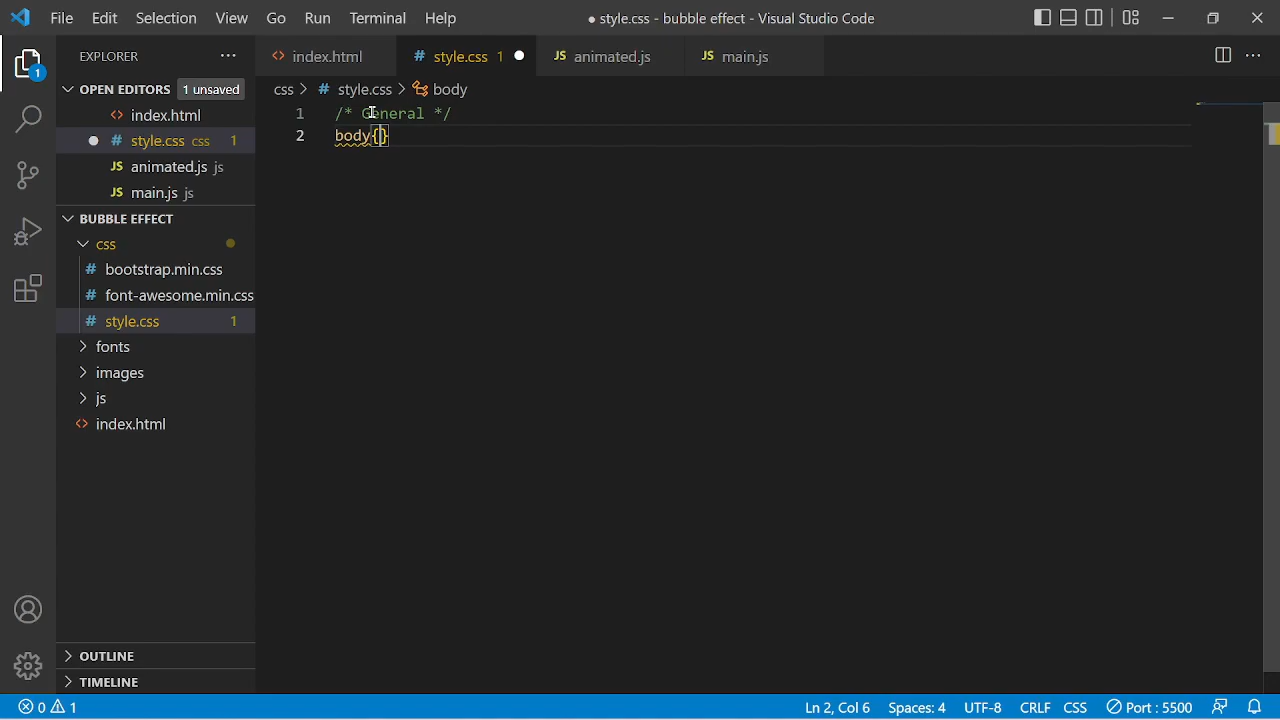 File Edit Selection View Go Run Terminal Help ● style.css - bubble effect - Visual Studio Code
EXPLORER ···
index.html style.css 1 animated.js main.js
OPEN EDITORS 1 unsaved
css > style.css > body
index.html
style.css css 1
animated.js js
main.js js
BUBBLE EFFECT
css
bootstrap.min.css
font-awesome.min.css
style.css 1
fonts
images
js
index.html
1 /* General */
2 body{}
1
OUTLINE
TIMELINE
0 1 Ln 2, Col 6 Spaces: 4 UTF-8 CRLF CSS Port : 5500